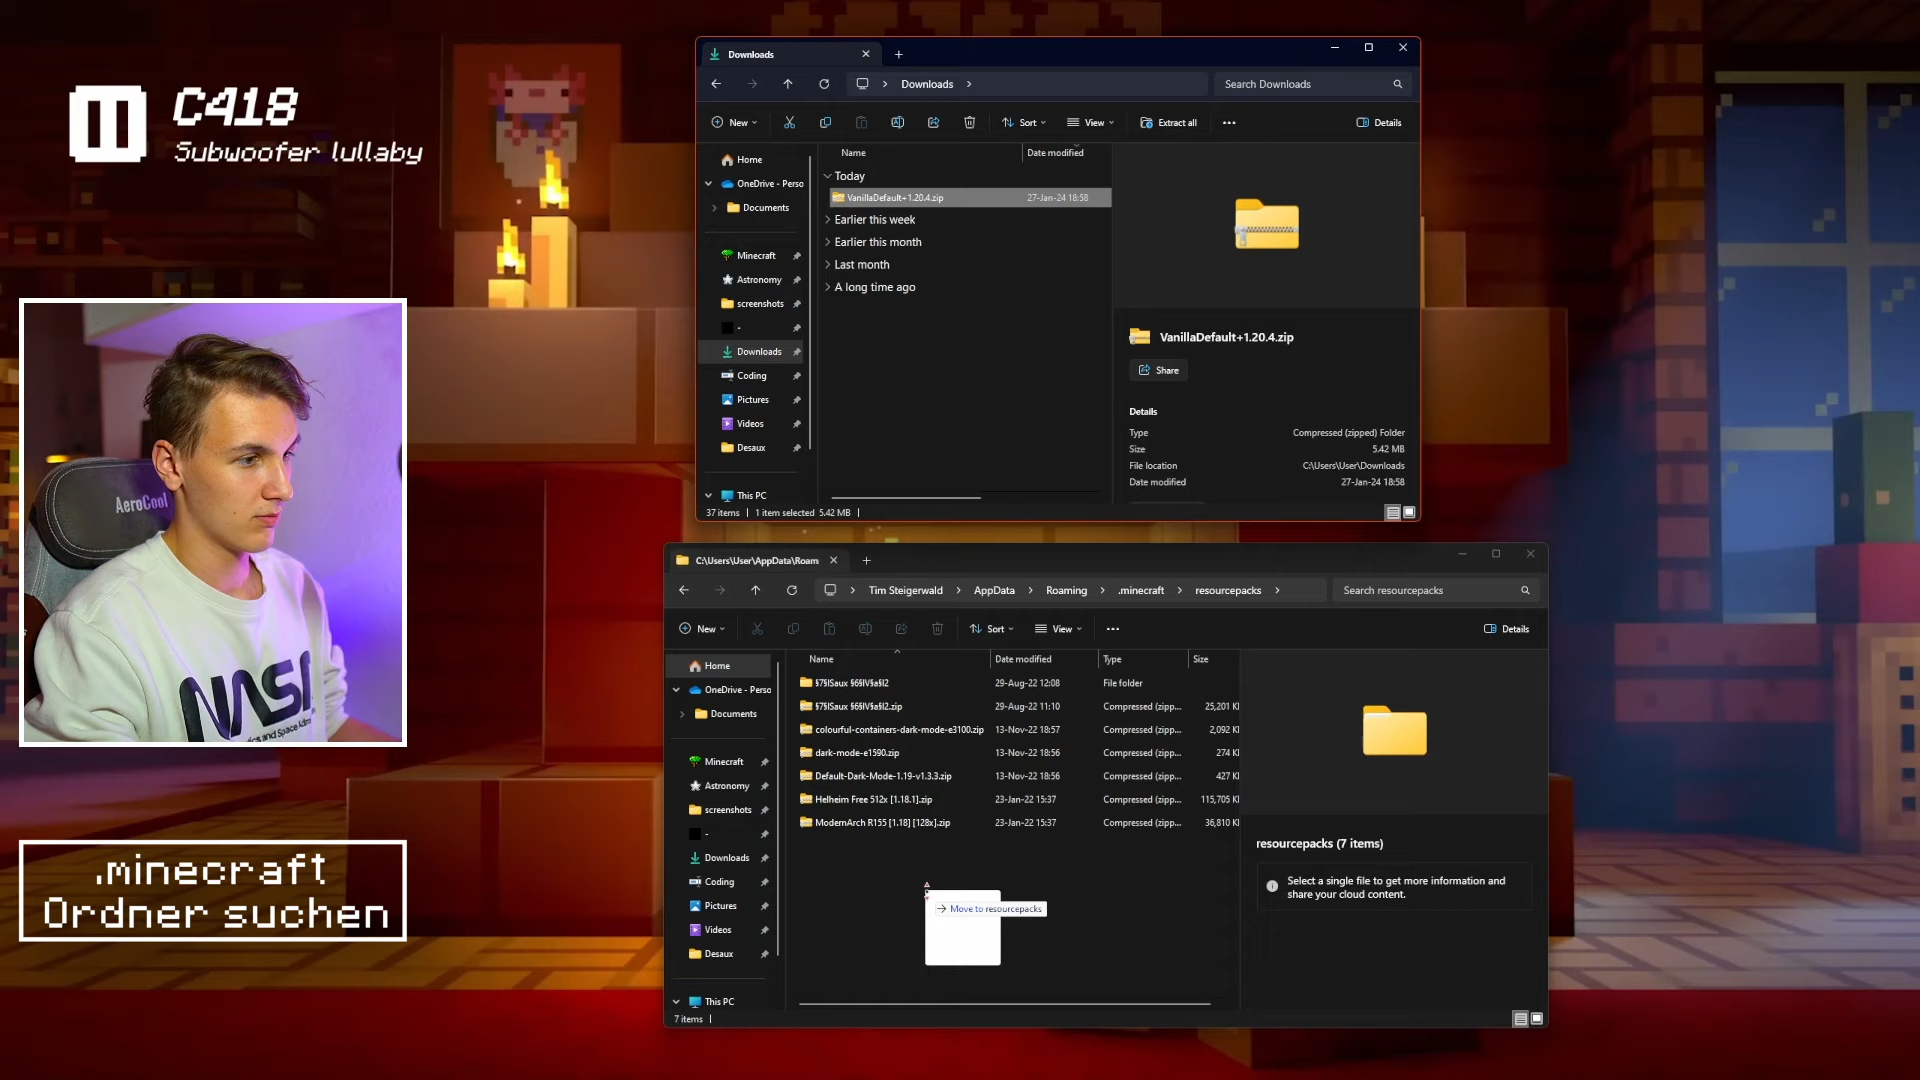 C418
Subwoofer lullaby
AeroCool
NASA
.minecraft
Ordner suchen
Downloads
Downloads
Search Downloads
New
Sort
View
Extract all
Details
Home
OneDrive - Perso
Documents
Minecraft
Astronomy
screenshots
-
Downloads
Coding
Pictures
Videos
Desaux
This PC
Name
Date modified
Today
VanillaDefault+1.20.4.zip
27-Jan-24 18:58
Earlier this week
Earlier this month
Last month
A long time ago
VanillaDefault+1.20.4.zip
Share
Details
Type
Compressed (zipped) Folder
Size
5.42 MB
File location
C:\Users\User\Downloads
Date modified
27-Jan-24 18:58
37 items
1 item selected 5.42 MB
C:\Users\User\AppData\Roam
Tim Steigerwald
AppData
Roaming
.minecraft
resourcepacks
Search resourcepacks
New
Sort
View
Details
Home
OneDrive - Perso
Documents
Minecraft
Astronomy
screenshots
-
Downloads
Coding
Pictures
Videos
Desaux
This PC
Name
Date modified
Type
Size
29-Aug-22 12:08
File folder
29-Aug-22 11:10
Compressed (zipp...
25,201 K
colourful-containers-dark-mode-e3100.zip
13-Nov-22 18:57
Compressed (zipp...
2,092 K
dark-mode-e1590.zip
13-Nov-22 18:56
Compressed (zipp...
274 K
Default-Dark-Mode-1.19-v1.3.3.zip
13-Nov-22 18:56
Compressed (zipp...
427 K
Helheim Free 512x [1.18.1].zip
23-Jan-22 15:37
Compressed (zipp...
115,705 K
ModernArch R155 [1.18] [128x].zip
23-Jan-22 15:37
Compressed (zipp...
36,810 K
Move to resourcepacks
resourcepacks (7 items)
Select a single file to get more information and
share your cloud content.
7 items